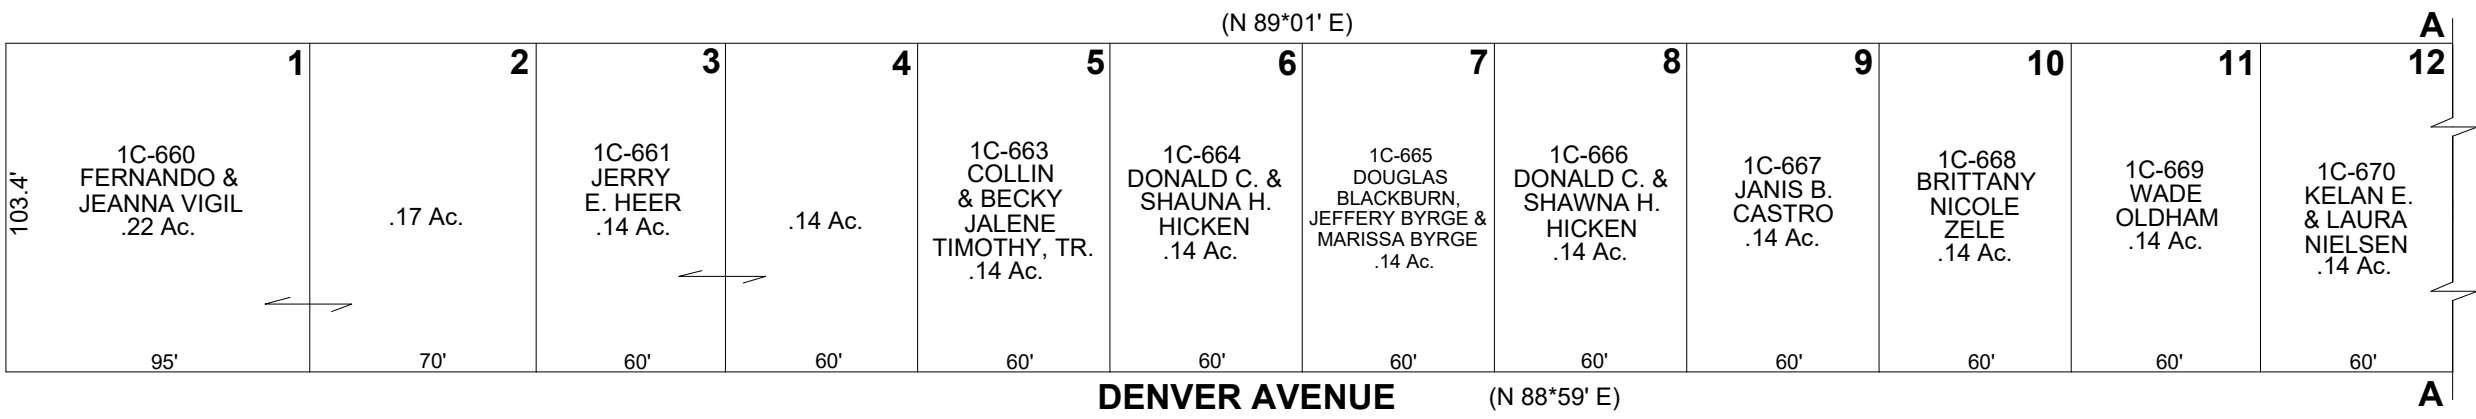 (N 89*01' E)
A
1
2
3
4
5
6
7
8
9
10
11
12
103.4'
1C-660
FERNANDO &
JEANNA VIGIL
.22 Ac.
.17 Ac.
1C-661
JERRY
E. HEER
.14 Ac.
.14 Ac.
1C-663
COLLIN
& BECKY
JALENE
TIMOTHY, TR.
.14 Ac.
1C-664
DONALD C. &
SHAUNA H.
HICKEN
.14 Ac.
1C-665
DOUGLAS
BLACKBURN,
JEFFERY BYRGE &
MARISSA BYRGE
.14 Ac.
1C-666
DONALD C. &
SHAWNA H.
HICKEN
.14 Ac.
1C-667
JANIS B.
CASTRO
.14 Ac.
1C-668
BRITTANY
NICOLE
ZELE
.14 Ac.
1C-669
WADE
OLDHAM
.14 Ac.
1C-670
KELAN E.
& LAURA
NIELSEN
.14 Ac.
95'
70'
60'
60'
60'
60'
60'
60'
60'
60'
60'
60'
DENVER AVENUE
(N 88*59' E)
A